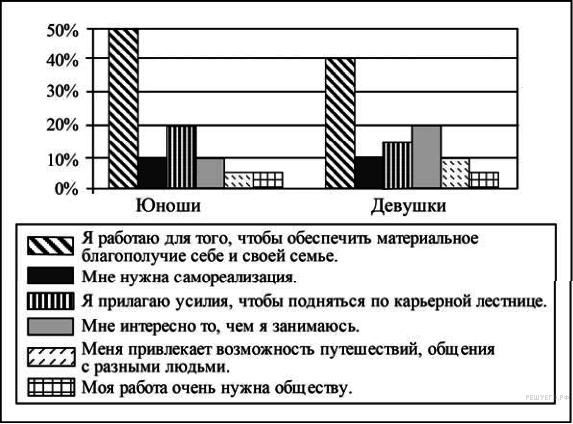 50%
40%
30%
20%
10%
0%
Юноши
Девушки
Я работаю для того, чтобы обеспечить материальное
благополучие себе и своей семье.
Мне нужна самореализация.
Я прилагаю усилия, чтобы подняться по карьерной лестнице.
Мне интересно то, чем я занимаюсь.
Меня привлекает возможность путешествий, общения
с разными людьми.
Моя работа очень нужна обществу.
РЕШУЕГЭ.РФ